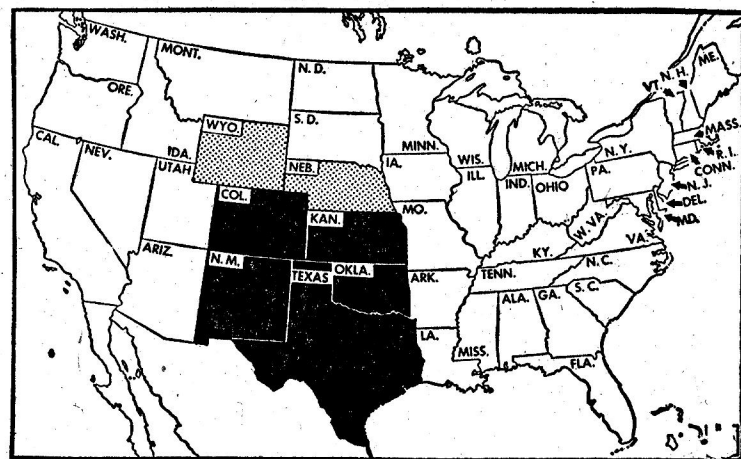 WASH.
MONT.
N. D.
ME.
VT.
N. H.
ORE.
S. D.
WYO.
MINN.
MASS.
CAL.
NEV.
IDA.
UTAH
NEB.
IA.
WIS.
ILL.
MICH.
IND.
OHIO
PA.
N.Y.
R. I.
CONN.
N. J.
DEL.
MD.
COL.
KAN.
MO.
W. VA.
VA.
KY.
ARIZ.
N. M.
TEXAS
OKLA.
ARK.
TENN.
N. C.
S. C.
ALA.
GA.
LA.
MISS.
FLA.